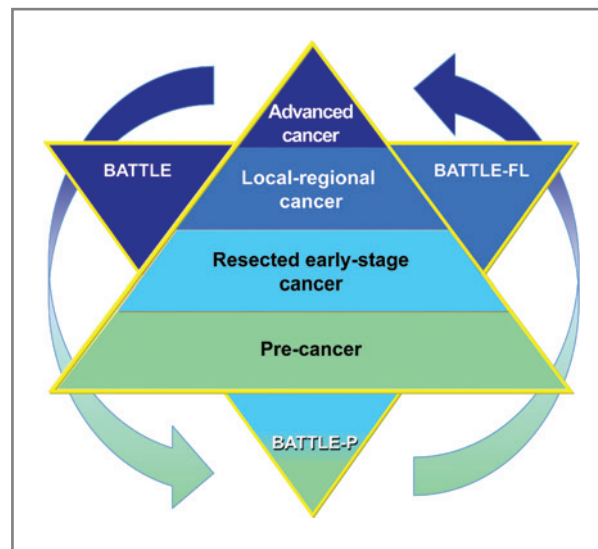 Advanced
cancer
BATTLE
Local-regional
cancer
BATTLE-FL
Resected early-stage
cancer
Pre-cancer
BATTLE-P